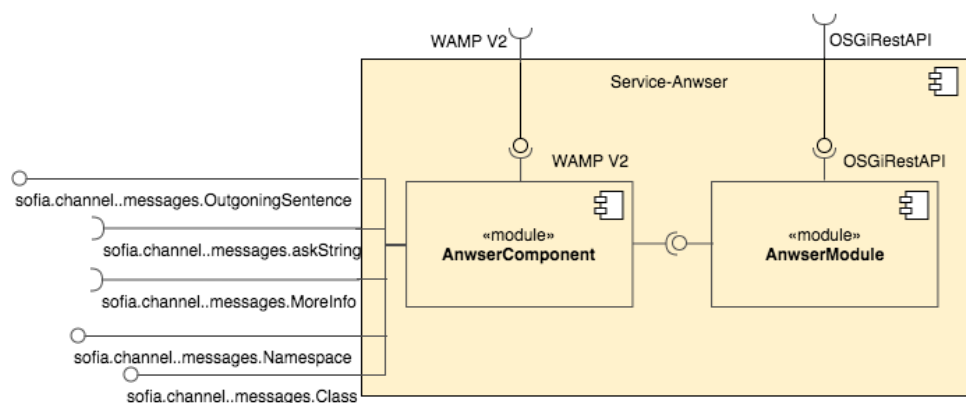 WAMP V2
OSGiRestAPI
Service-Anwser
WAMP V2
OSGiRestAPI
sofia.channel..messages.OutgoningSentence
sofia.channel..messages.askString
«module»
AnwserComponent
«module»
AnwserModule
sofia.channel..messages.MoreInfo
sofia.channel..messages.Namespace
sofia.channel..messages.Class